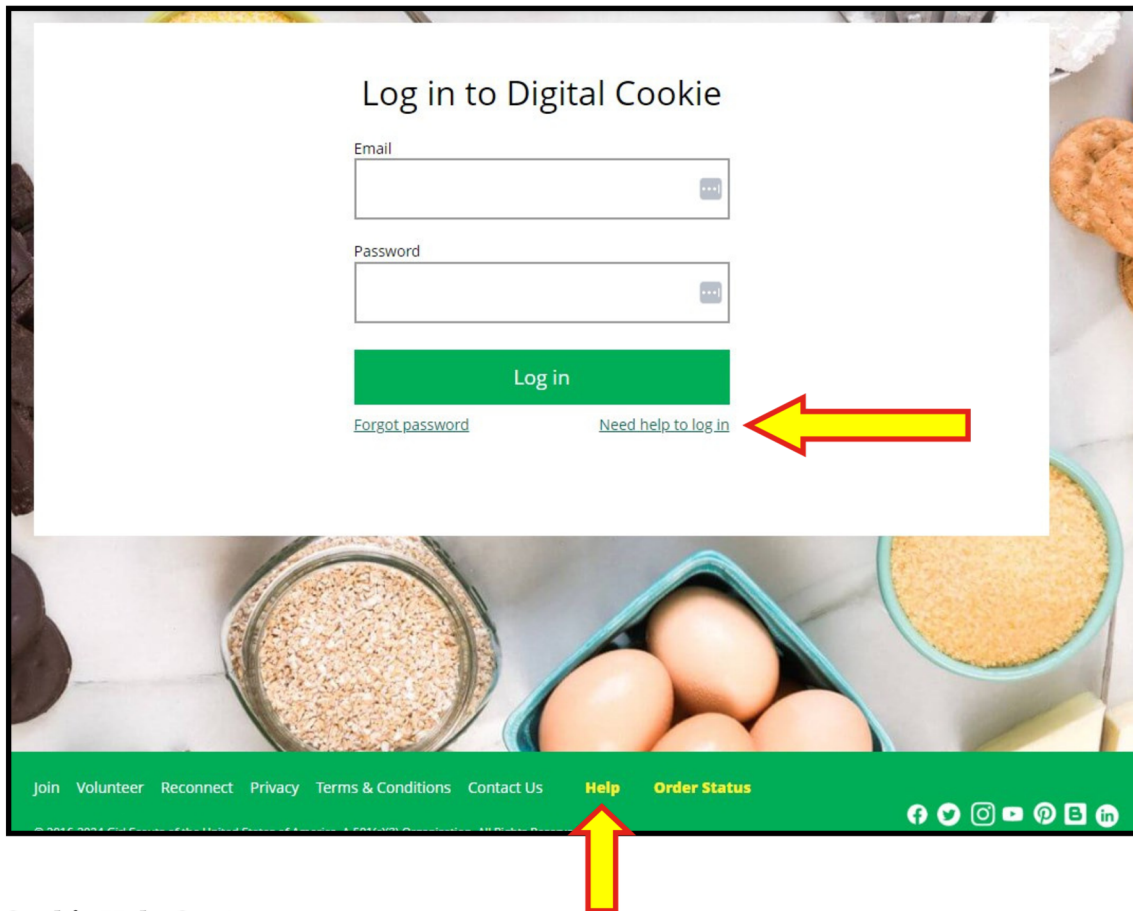 Log in to Digital Cookie
Email
Password
Log in
Forgot password Need help to log in
Join Volunteer Reconnect Privacy Terms & Conditions Contact Us Help Order Status